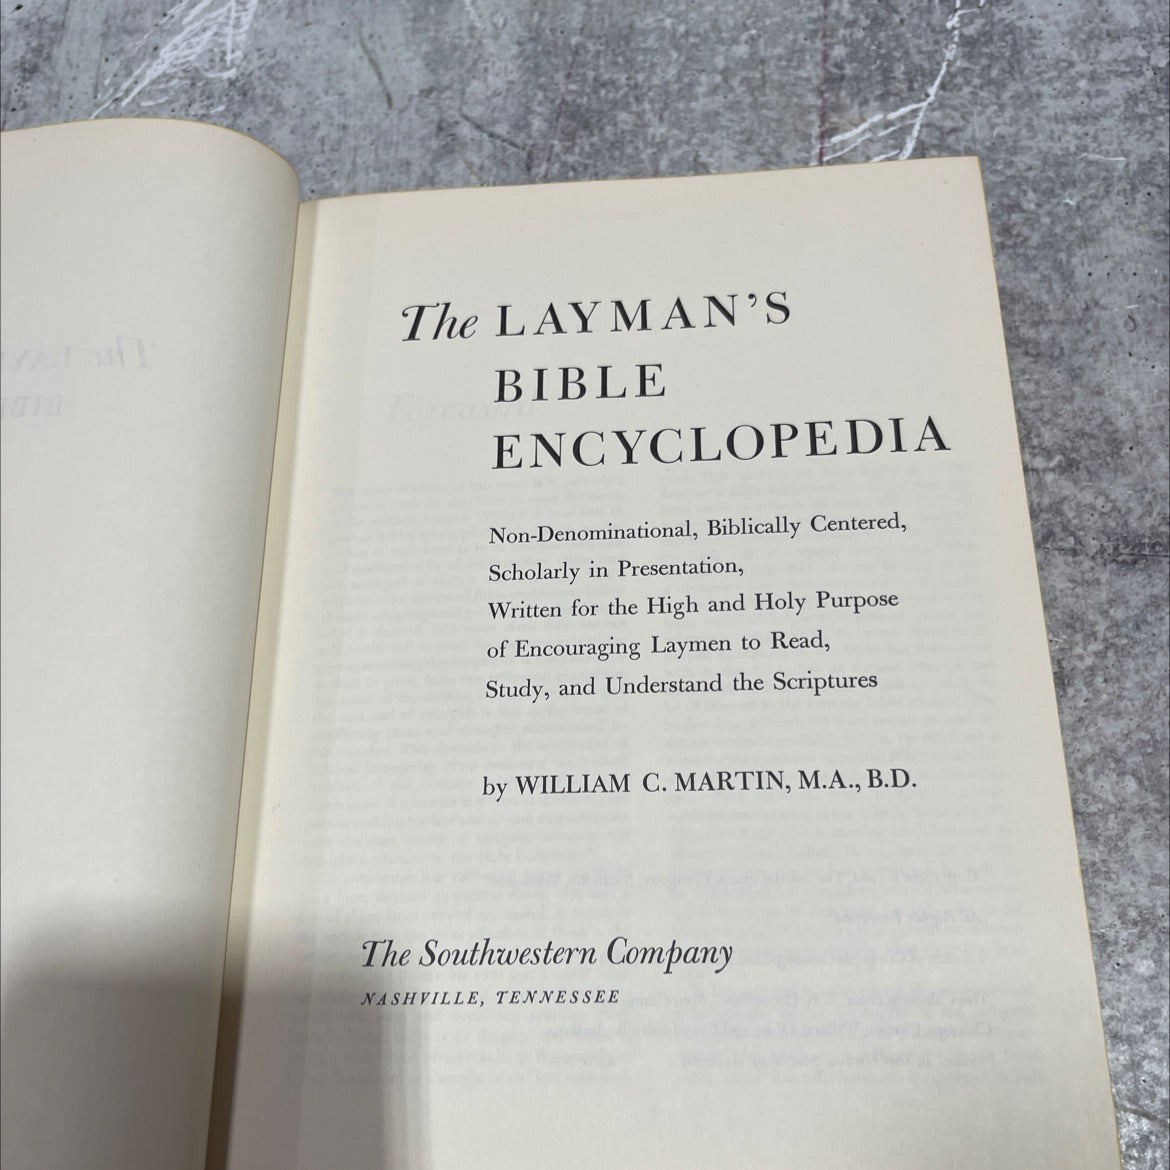 The LAYMAN'S
BIBLE
ENCYCLOPEDIA
Non-Denominational, Biblically Centered,
Scholarly in Presentation,
Written for the High and Holy Purpose
of Encouraging Laymen to Read,
Study, and Understand the Scriptures
by WILLIAM C. MARTIN, M.A., B.D.
The Southwestern Company
NASHVILLE, TENNESSEE
Foreword